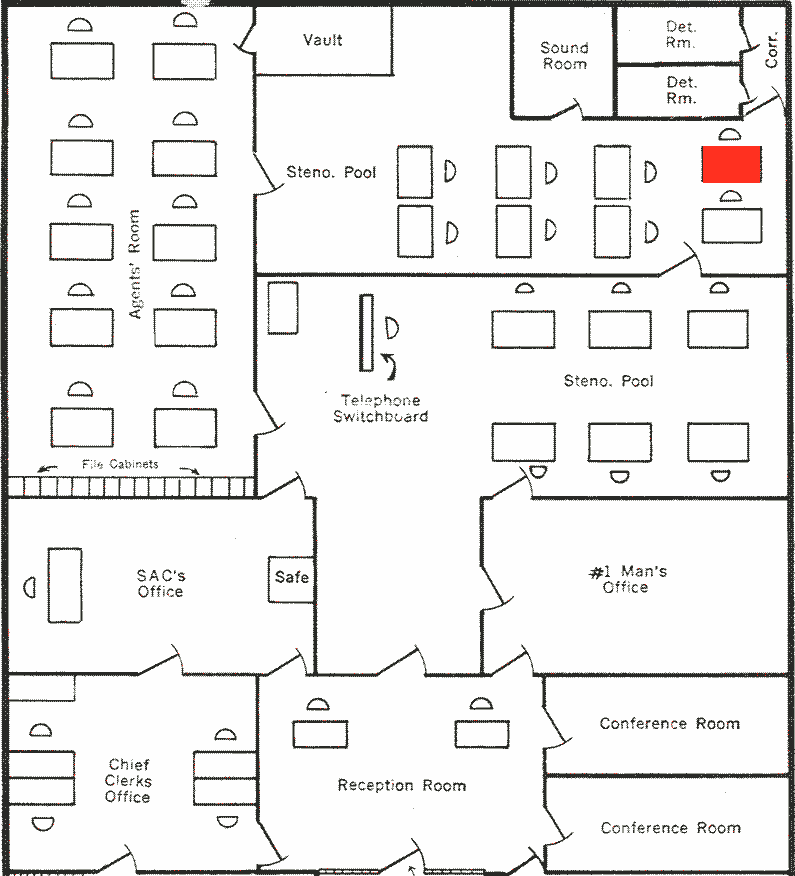 Vault
Sound
Room
Det.
Rm.
Det.
Rm.
Corr.
Steno. Pool
Agents' Room
Telephone
Switchboard
Steno. Pool
File Cabinets
SAC's
Office
Safe
#1 Man's
Office
Chief
Clerks
Office
Reception Room
Conference Room
Conference Room